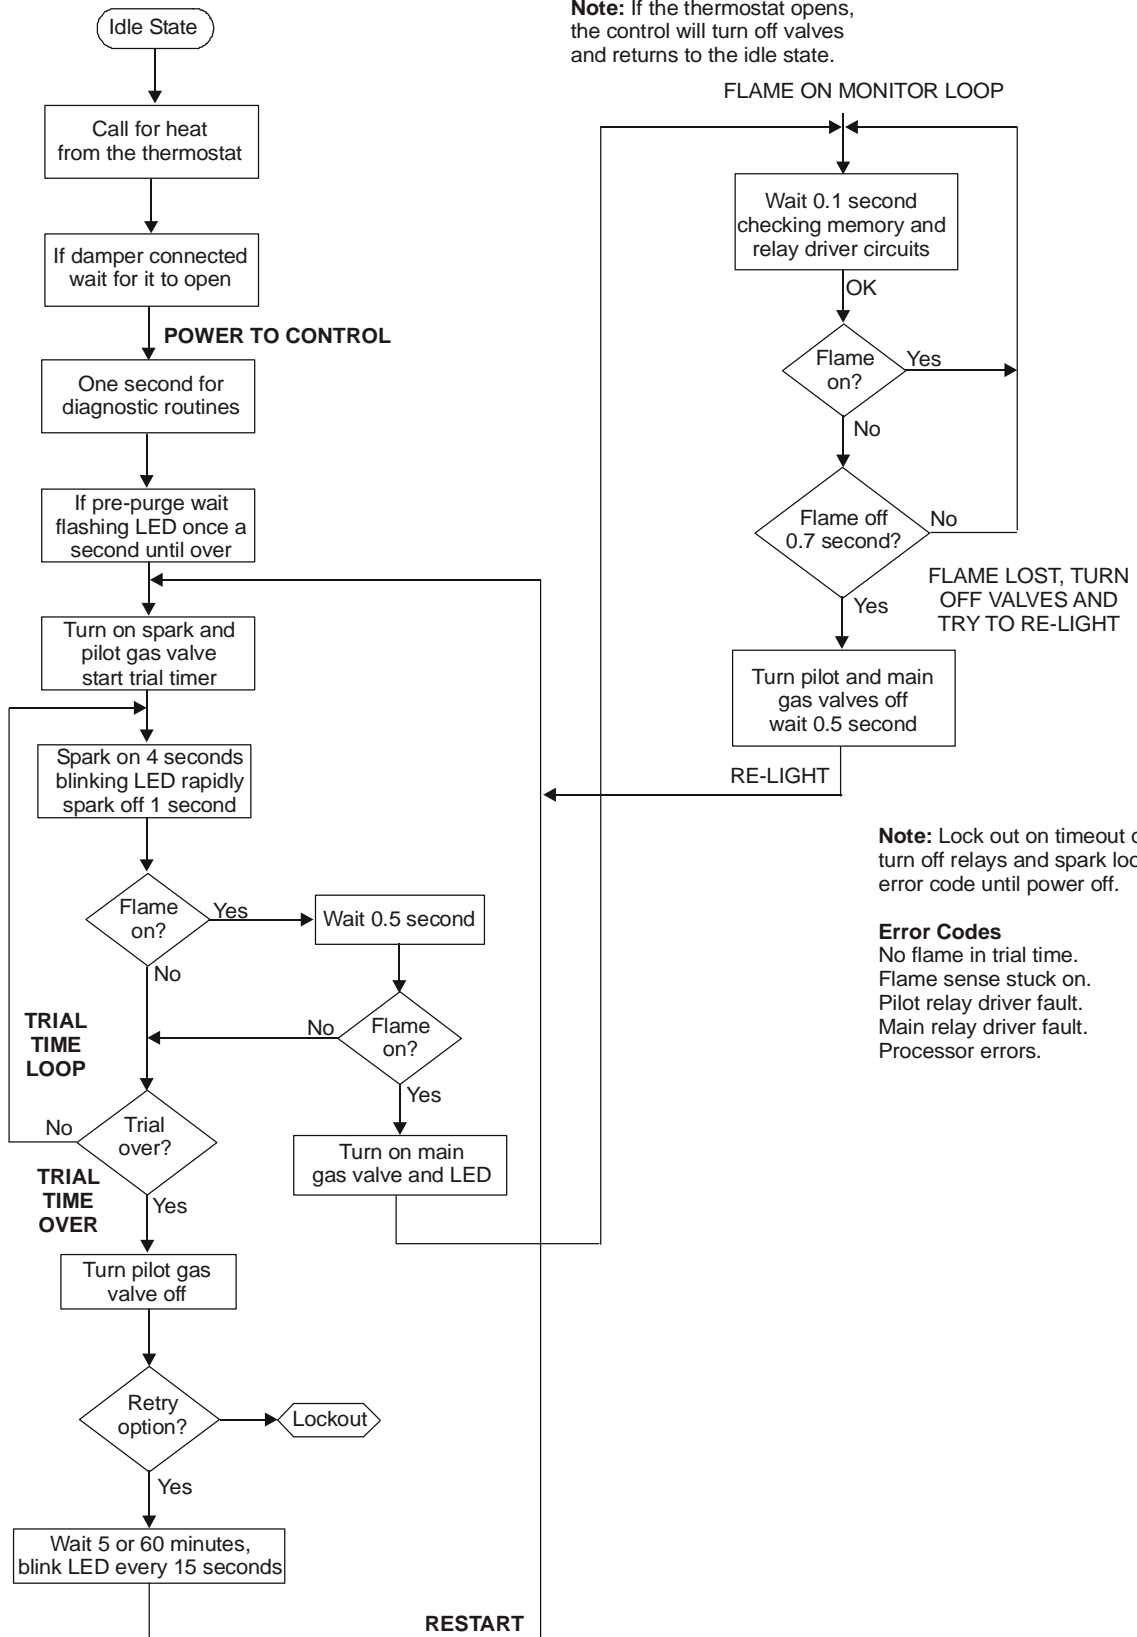 Idle State
Call for heat
from the thermostat
If damper connected
wait for it to open
POWER TO CONTROL
One second for
diagnostic routines
If pre-purge wait
flashing LED once a
second until over
Turn on spark and
pilot gas valve
start trial timer
Spark on 4 seconds
blinking LED rapidly
spark off 1 second
Flame
on?
Yes
Wait 0.5 second
No
Flame
on?
No
Yes
TRIAL
TIME
LOOP
Turn on main
gas valve and LED
Trial
over?
No
TRIAL
TIME
OVER
Yes
Turn pilot gas
valve off
Retry
option?
Lockout
Yes
Wait 5 or 60 minutes,
blink LED every 15 seconds
RESTART
Note: If the thermostat opens,
the control will turn off valves
and returns to the idle state.
FLAME ON MONITOR LOOP
Wait 0.1 second
checking memory and
relay driver circuits
OK
Flame
on?
Yes
No
Flame off
0.7 second?
No
Yes
FLAME LOST, TURN
OFF VALVES AND
TRY TO RE-LIGHT
Turn pilot and main
gas valves off
wait 0.5 second
RE-LIGHT
Note: Lock out on timeout
turn off relays and spark
error code until power off.
Error Codes
No flame in trial time.
Flame sense stuck on.
Pilot relay driver fault.
Main relay driver fault.
Processor errors.